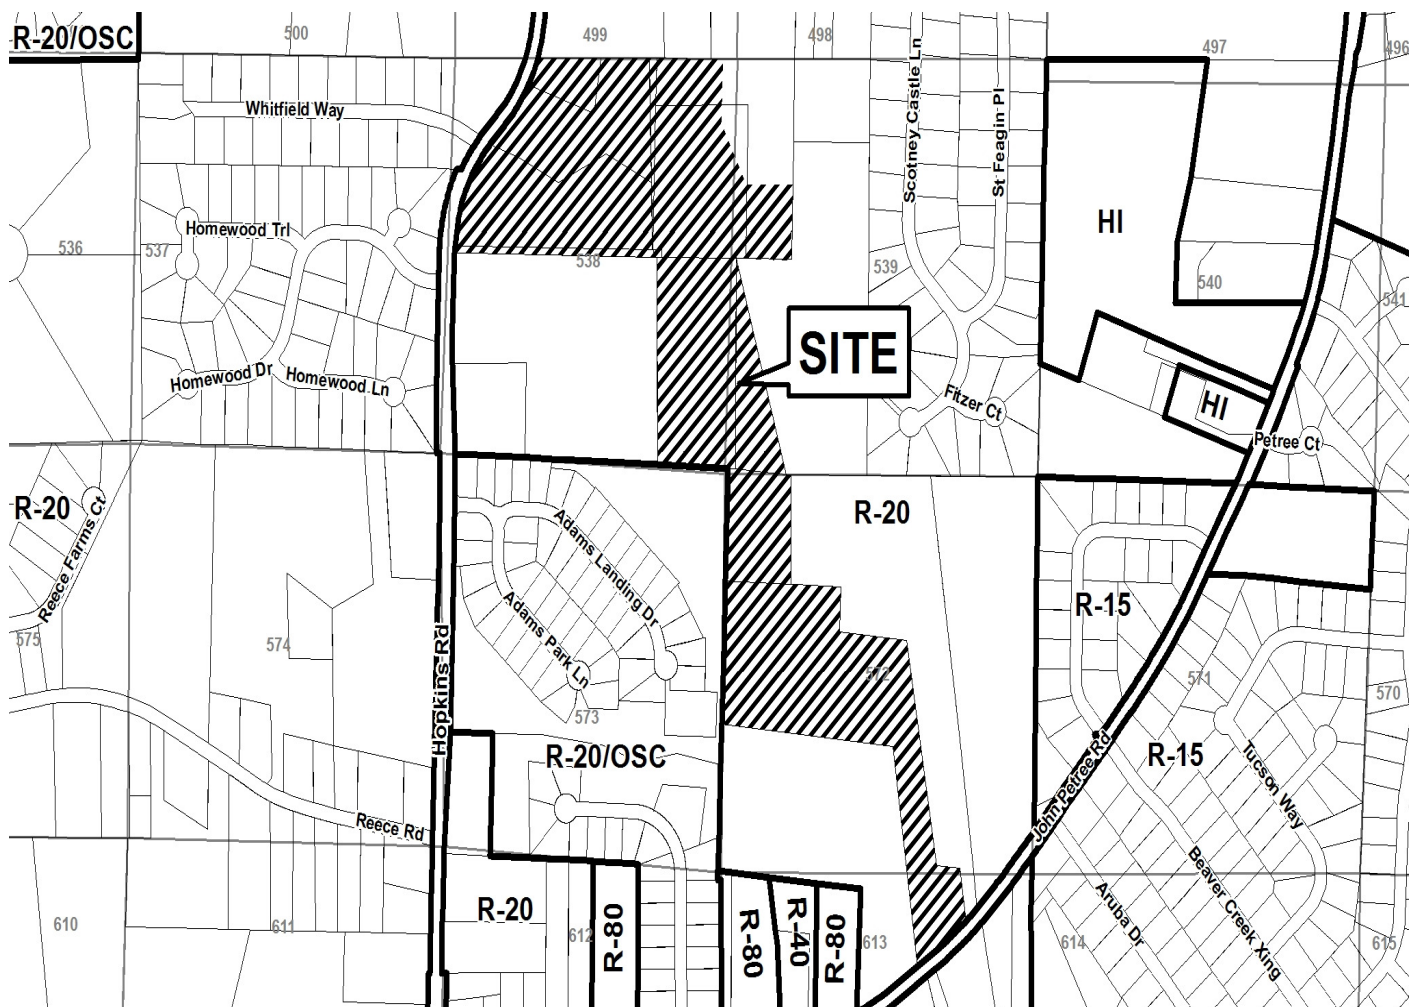 R-20/OSC
500
499
498
497
496
Whitfield Way
Scotney Castle Ln
St Feagin Pl
HI
536
537
Homewood Trl
538
539
540
541
SITE
Homewood Dr
Homewood Ln
Fitzer Ct
HI
Petree Ct
R-20
Reece Farms Ct
Adams Landing Dr
R-20
R-15
575
574
Hopkins Rd
Adams Park Ln
573
572
571
570
R-20/OSC
John Petree Rd
R-15
Tucson Way
Reece Rd
Beaver Creek Xing
Aruba Dr
610
611
R-20
612
R-80
R-80
R-40
R-80
613
614
615